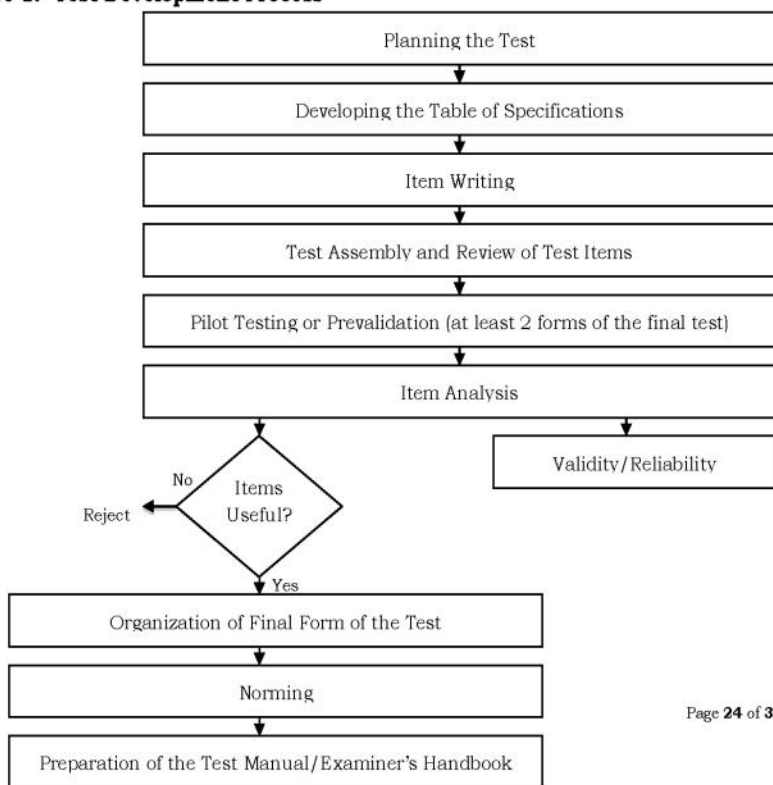 Planning the Test
Developing the Table of Specifications
Item Writing
Test Assembly and Review of Test Items
Pilot Testing or Prevalidation (at least 2 forms of the final test)
Item Analysis
Validity/Reliability
No
Items
Useful?
Reject
Yes
Organization of Final Form of the Test
Norming
Page 24 of 3
Preparation of the Test Manual/Examiner's Handbook